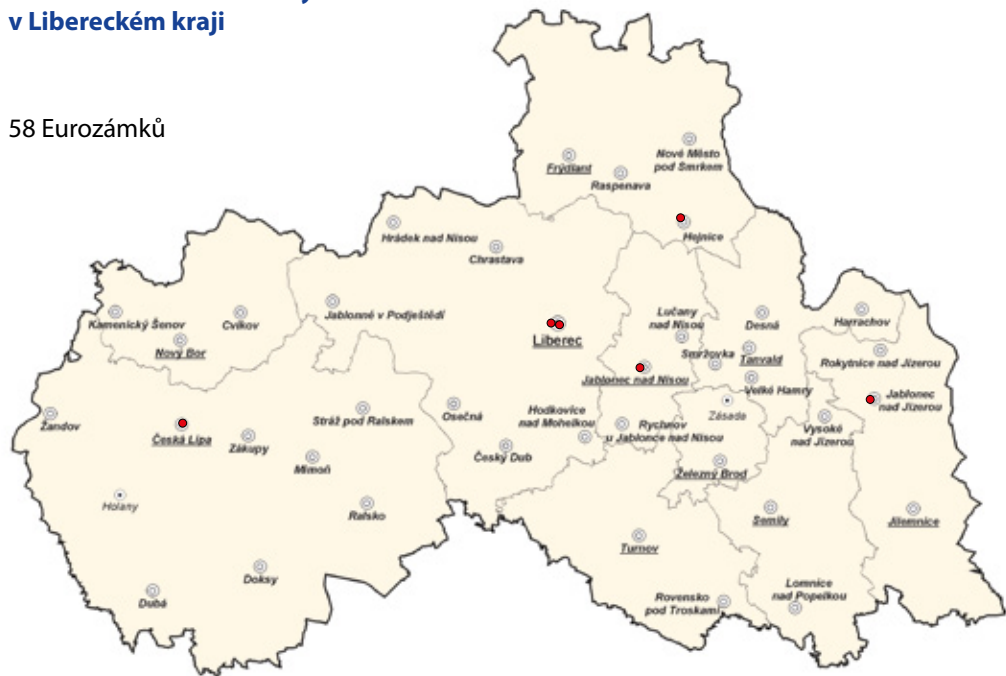 v Libereckém kraji
58 Eurozámků
Frýdlant
Nové Město
pod Smrkem
Raspenava
Hejnice
Hrádek nad Nisou
Chrastava
Kamenický Šenov
Cvikov
Jablonné v Podještědí
Nový Bor
Liberec
Lučany
nad Nisou
Desná
Harrachov
Smržovka
Tanvald
Rokytnice nad Jizerou
Jablonec nad Nisou
Velké Hamry
Jablonec
nad Jizerou
Žandov
Česká Lípa
Zákupy
Stráž pod Ralskem
Osečná
Hodkovice
nad Mohelkou
Rychnov
u Jablonce nad Nisou
Zásada
Vysoké
nad Jizerou
Mimoň
Český Dub
Železný Brod
Holany
Ralsko
Semily
Jilemnice
Turnov
Doksy
Dubá
Rovensko
pod Troskami
Lomnice
nad Popelkou